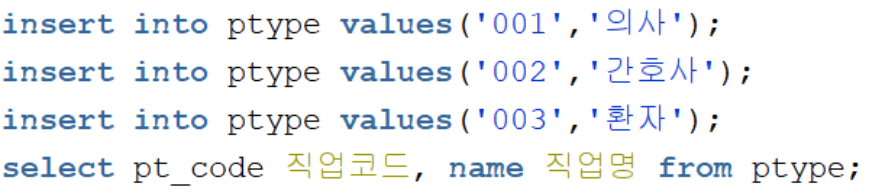 insert into ptype values('001','의사');
insert into ptype values('002','간호사');
insert into ptype values('003','환자');
select pt_code 직업코드, name 직업명 from ptype;